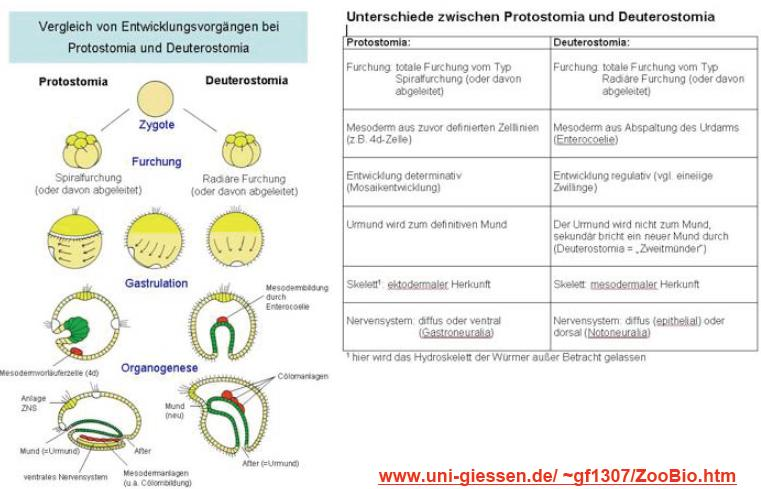 Vergleich von Entwicklungsvorgängen bei
Protostomia und Deuterostomia
Protostomia
Deuterostomia
Zygote
Furchung
Spiralfurchung
(oder davon abgeleitet)
Radiäre Furchung
(oder davon abgeleitet)
Gastrulation
Mesodermbildung
durch
Enterocoelie
Mesodermvorläuferzelle (4d)
Organogenese
Cölomanlagen
Anlage
ZNS
Mund
(neu)
Mund (=Urmund)
After
After (=Urmund)
ventrales Nervensystem
Mesodermanlagen
(u.a. Cölombildung)
Unterschiede zwischen Protostomia und Deuterostomia
Protostomia:
Deuterostomia:
Furchung: totale Furchung vom Typ
Spiralfurchung (oder davon
abgeleitet)
Furchung: totale Furchung vom Typ
Radiäre Furchung (oder davon
abgeleitet)
Mesoderm aus zuvor definierten Zelllinien
(z.B. 4d-Zelle)
Mesoderm aus Abspaltung des Urdarms
(Enterocoelie)
Entwicklung determinativ
(Mosaikentwicklung)
Entwicklung regulativ (vgl. eineiige
Zwillinge)
Urmund wird zum definitiven Mund
Der Urmund wird nicht zum Mund,
sekundär bricht ein neuer Mund durch
(Deuterostomia = „Zweitmünder")
Skelett¹: ektodermaler Herkunft
Skelett: mesodermaler Herkunft
Nervensystem: diffus oder ventral
(Gastroneuralia)
Nervensystem: diffus (epithelial) oder
dorsal (Notoneuralia)
¹ hier wird das Hydroskelett der Würmer außer Betracht gelassen
www.uni-giessen.de/ ~gf1307/ZooBio.htm